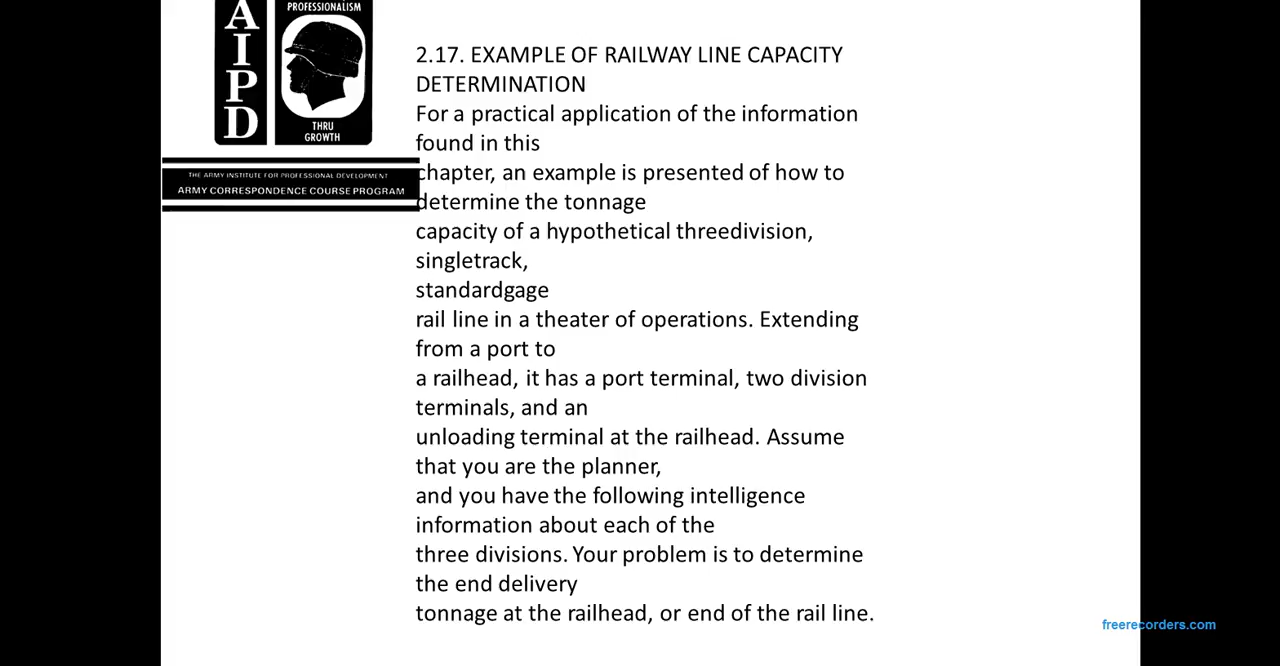 A
I
P
D
PROFESSIONALISM
THRU
GROWTH
THE ARMY INSTITUTE FOR PROFESSIONAL DEVELOPMENT
ARMY CORRESPONDENCE COURSE PROGRAM
2.17. EXAMPLE OF RAILWAY LINE CAPACITY
DETERMINATION
For a practical application of the information
found in this
chapter, an example is presented of how to
determine the tonnage
capacity of a hypothetical threedivision,
singletrack,
standardgage
rail line in a theater of operations. Extending
from a port to
a railhead, it has a port terminal, two division
terminals, and an
unloading terminal at the railhead. Assume
that you are the planner,
and you have the following intelligence
information about each of the
three divisions. Your problem is to determine
the end delivery
tonnage at the railhead, or end of the rail line.
freerecorders.com